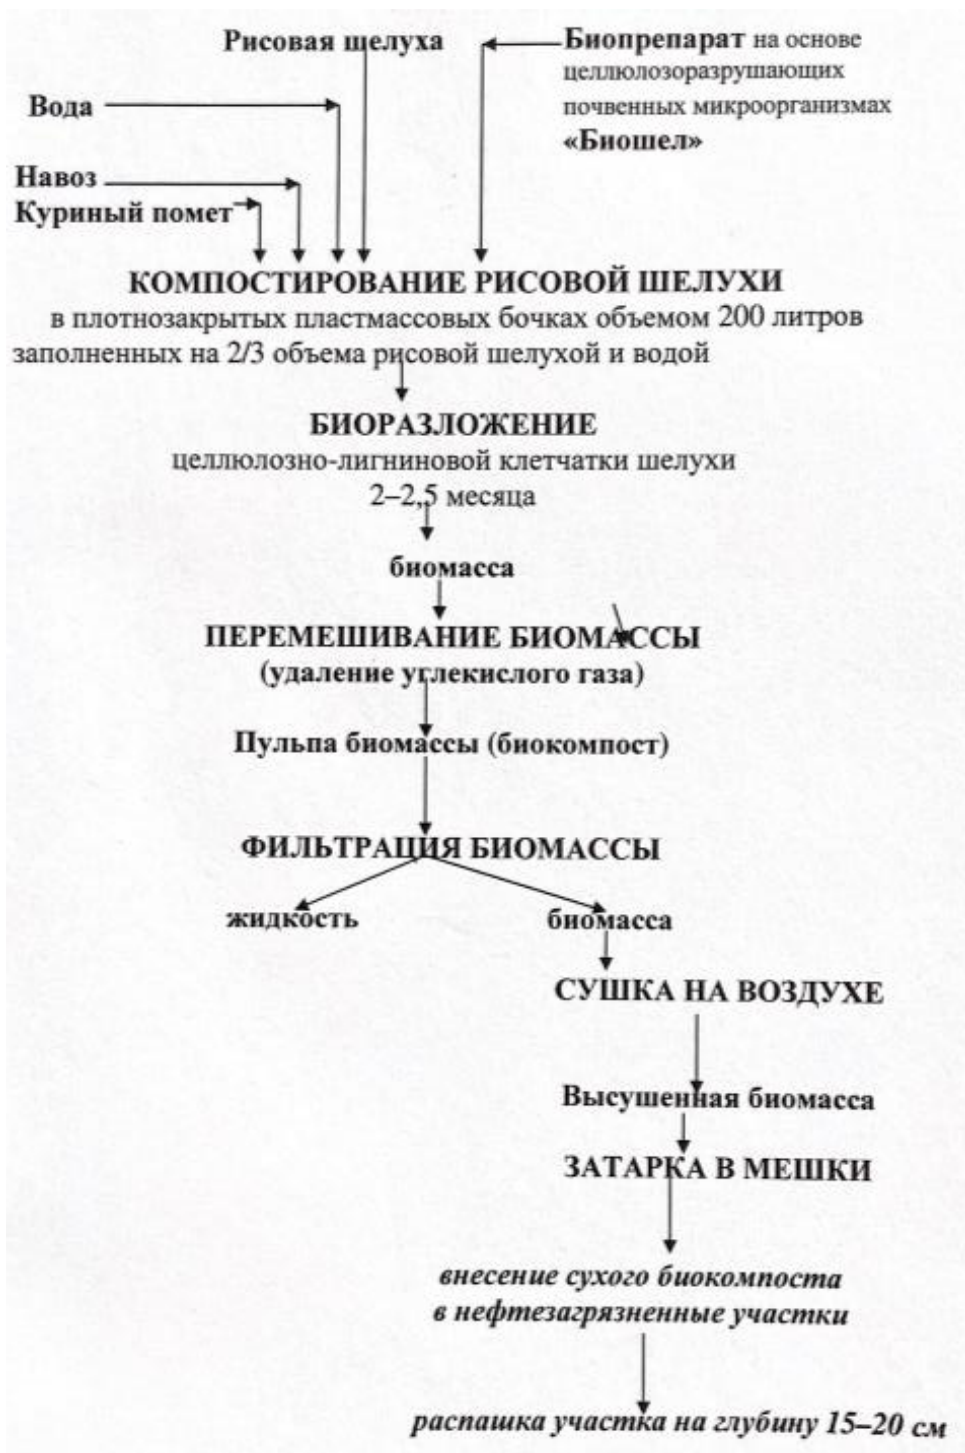 Рисовая шелуха
Биопрепарат на основе
целлюлозоразрушающих
почвенных микроорганизмах
«Биошел»
Вода
Навоз
Куриный помет
КОМПОСТИРОВАНИЕ РИСОВОЙ ШЕЛУХИ
в плотнозакрытых пластмассовых бочках объемом 200 литров
заполненных на 2/3 объема рисовой шелухой и водой
БИОРАЗЛОЖЕНИЕ
целлюлозно-лигниновой клетчатки шелухи
2–2,5 месяца
биомасса
ПЕРЕМЕШИВАНИЕ БИОМАССЫ
(удаление углекислого газа)
Пульпа биомассы (биокомпост)
ФИЛЬТРАЦИЯ БИОМАССЫ
жидкость
биомасса
СУШКА НА ВОЗДУХЕ
Высушенная биомасса
ЗАТАРКА В МЕШКИ
внесение сухого биокомпоста
в нефтезагрязненные участки
распашка участка на глубину 15–20 см